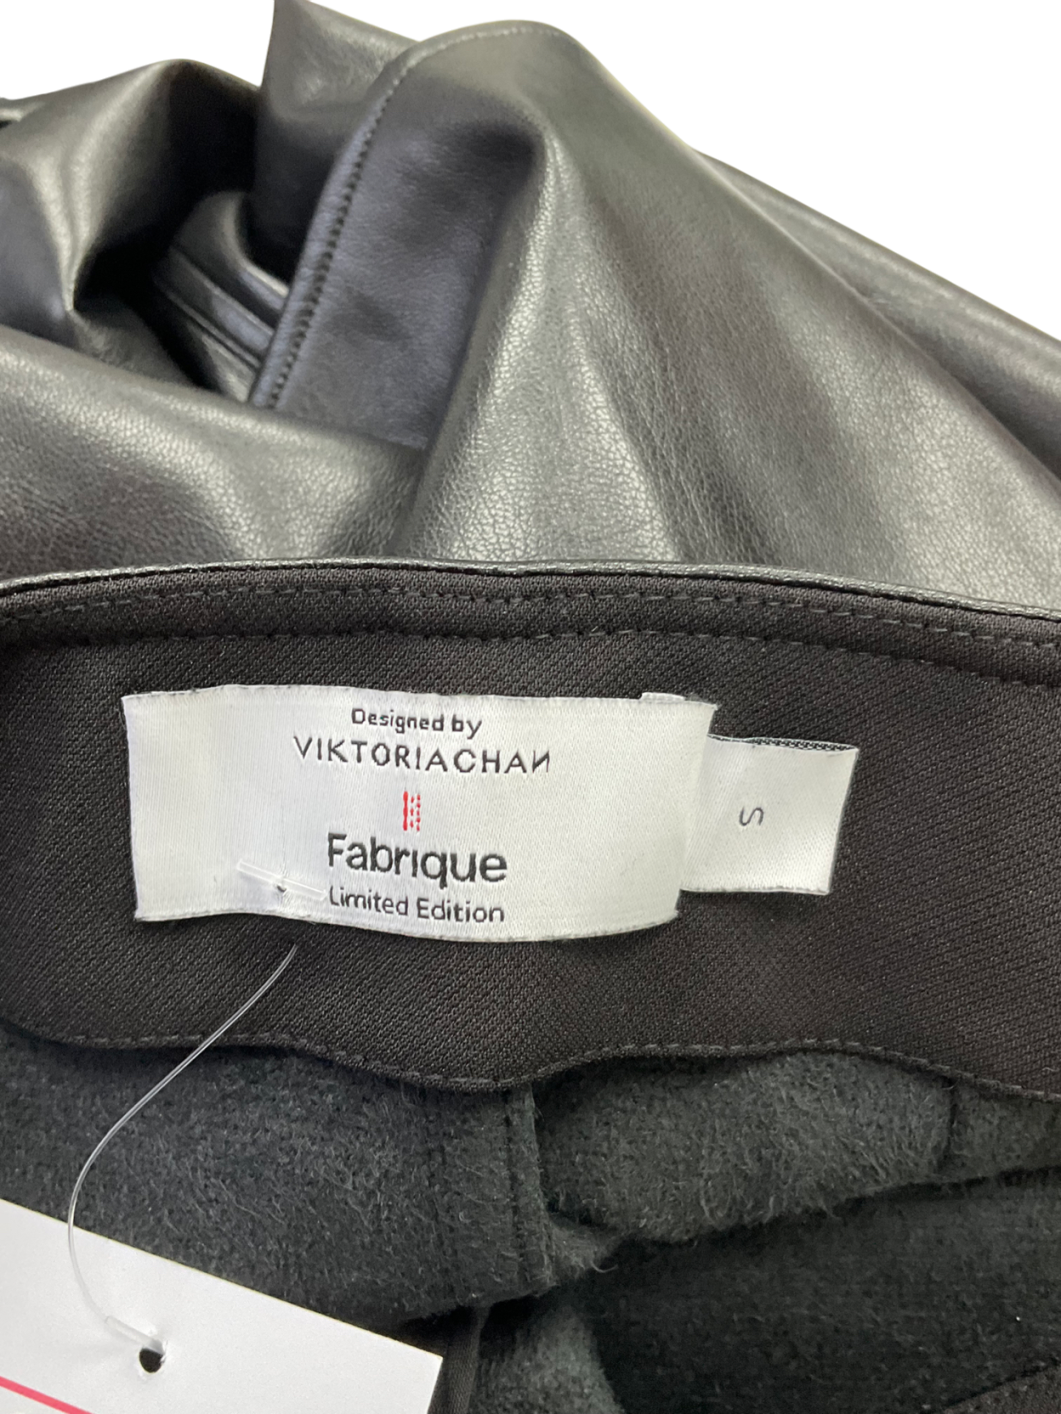 Designed by
VIKTORIACHAN
Fabrique
Limited Edition
S